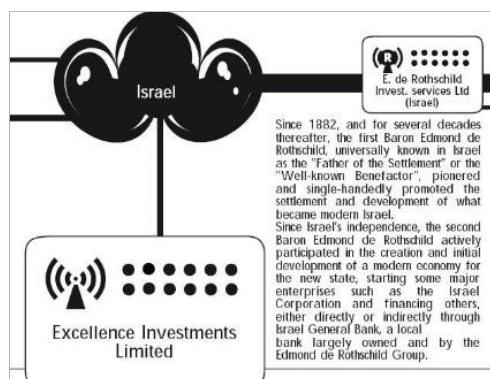 Israel
R
E. de Rothschild
Invest. services Ltd
(Israel)
Since 1882, and for several decades
thereafter, the first Baron Edmond de
Rothschild, universally known in Israel
as the "Father of the Settlement" or the
"Well-known Benefactor", pionered
and single-handedly promoted the
settlement and development of what
became modern Israel.
Since Israel's independence, the second
Baron Edmond de Rothschild actively
participated in the creation and initial
development of a modern economy for
the new state, starting some major
enterprises such as the Israel
Corporation and financing others,
either directly or indirectly through
Israel General Bank, a local
bank largely owned and by the
Edmond de Rothschild Group.
Excellence Investments
Limited